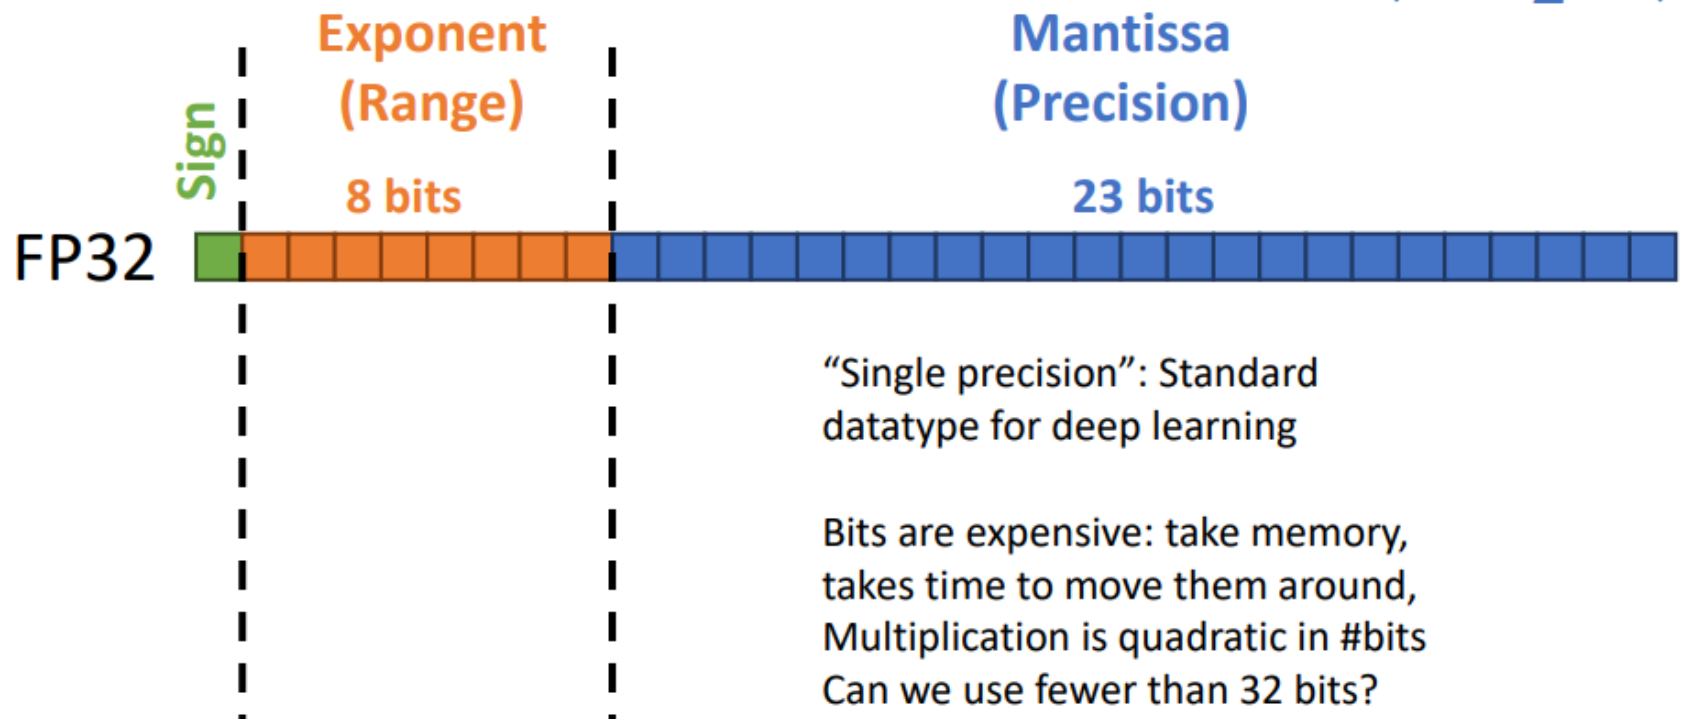 Exponent
(Range)
Mantissa
(Precision)
Sign
8 bits
23 bits
FP32
“Single precision”: Standard
datatype for deep learning
Bits are expensive: take memory,
takes time to move them around,
Multiplication is quadratic in #bits
Can we use fewer than 32 bits?